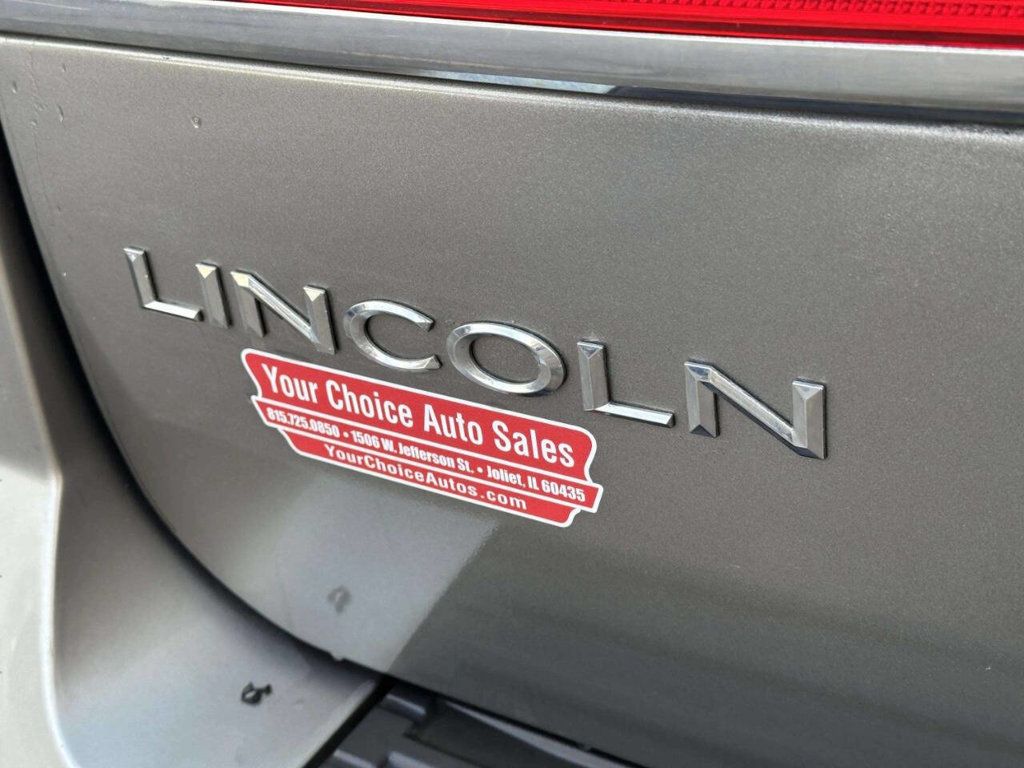 LINCOLN
Your Choice Auto Sales
815.725.0850 • 1506 W. Jefferson St. • Joliet, IL 60435
YourChoiceAutos.com